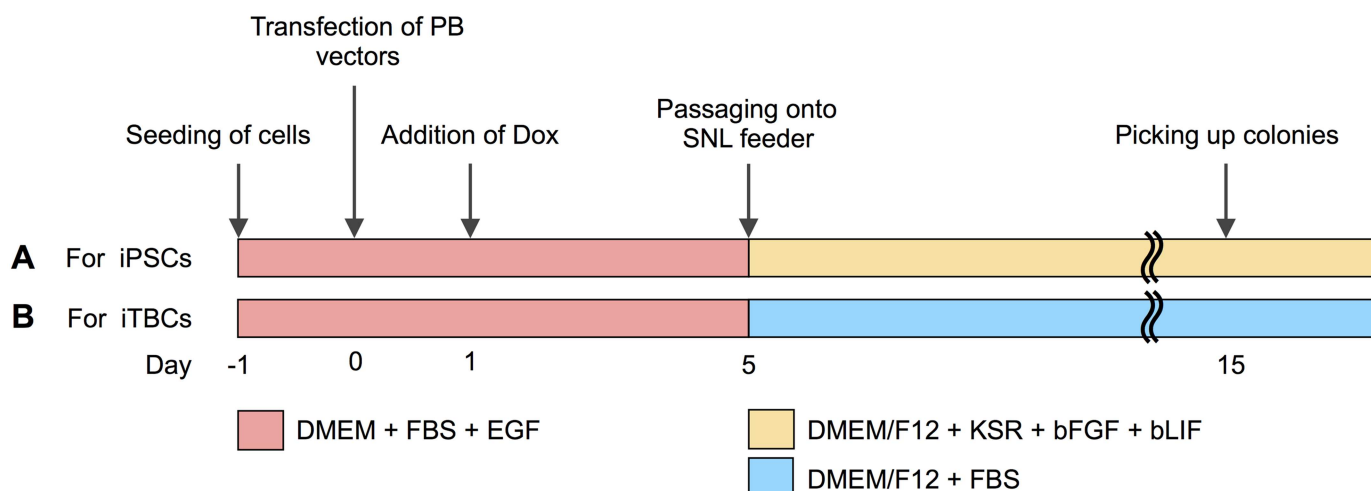 Transfection of PB
vectors
Seeding of cells
Addition of Dox
Passaging onto
SNL feeder
Picking up colonies
A For iPSCs
B For iTBCs
Day -1 0 1 5 15
DMEM + FBS + EGF
DMEM/F12 + KSR + bFGF + bLIF
DMEM/F12 + FBS